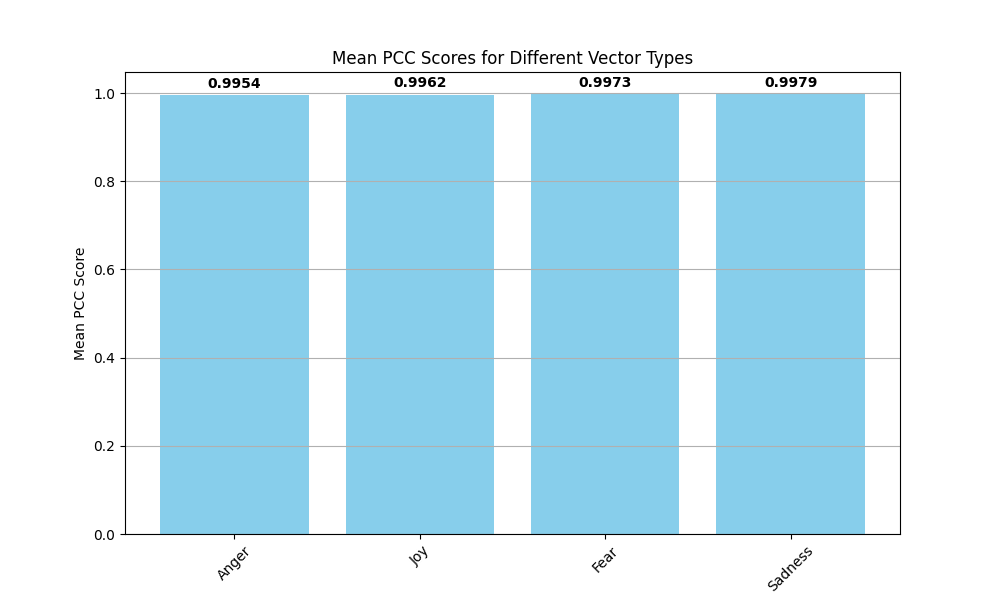 Mean PCC Scores for Different Vector Types
0.9954 0.9962 0.9973 0.9979
1.0
0.8
0.6
0.4
0.2
0.0
Mean PCC Score
Anger Joy Fear Sadness